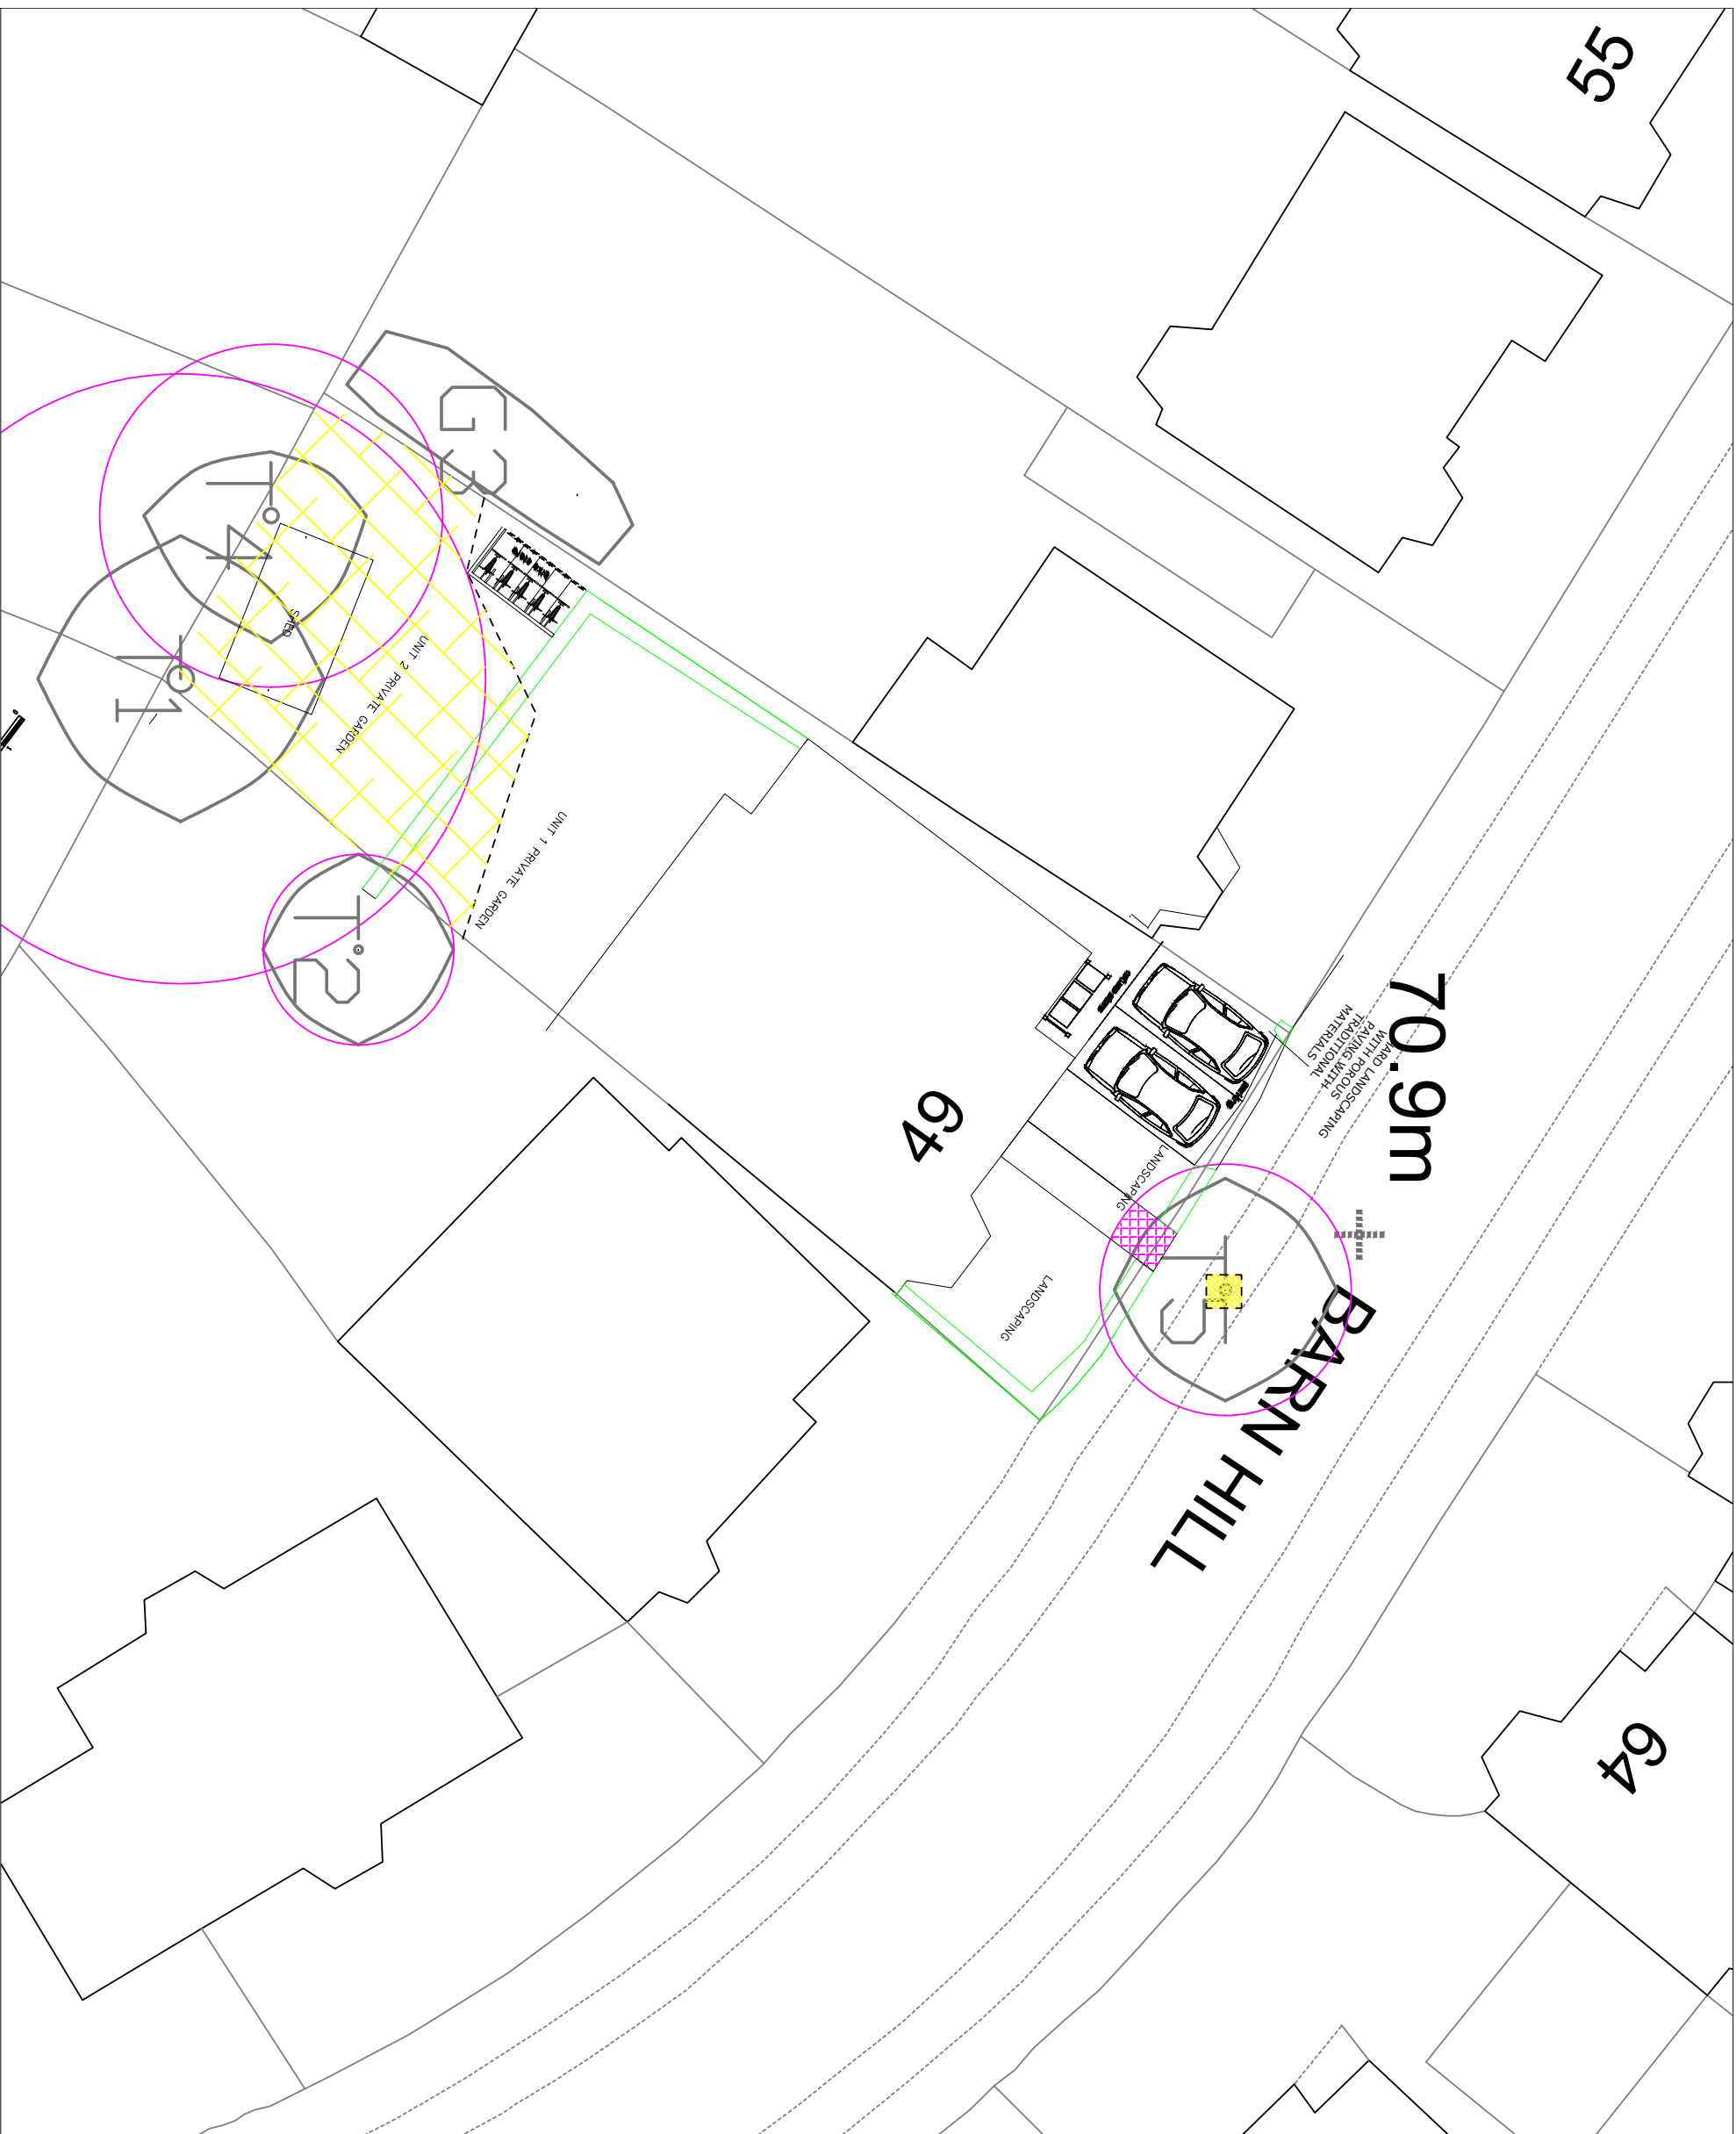 55
G3
T4
SHED
T1
UNIT 2 PRIVATE GARDEN
UNIT 1 PRIVATE GARDEN
T2
70.9m
HARD LANDSCAPING
WITH POROUS
PAVING WITH
TRADITIONAL
MATERIALS
49
LANDSCAPING
LANDSCAPING
T5
BARN HILL
64